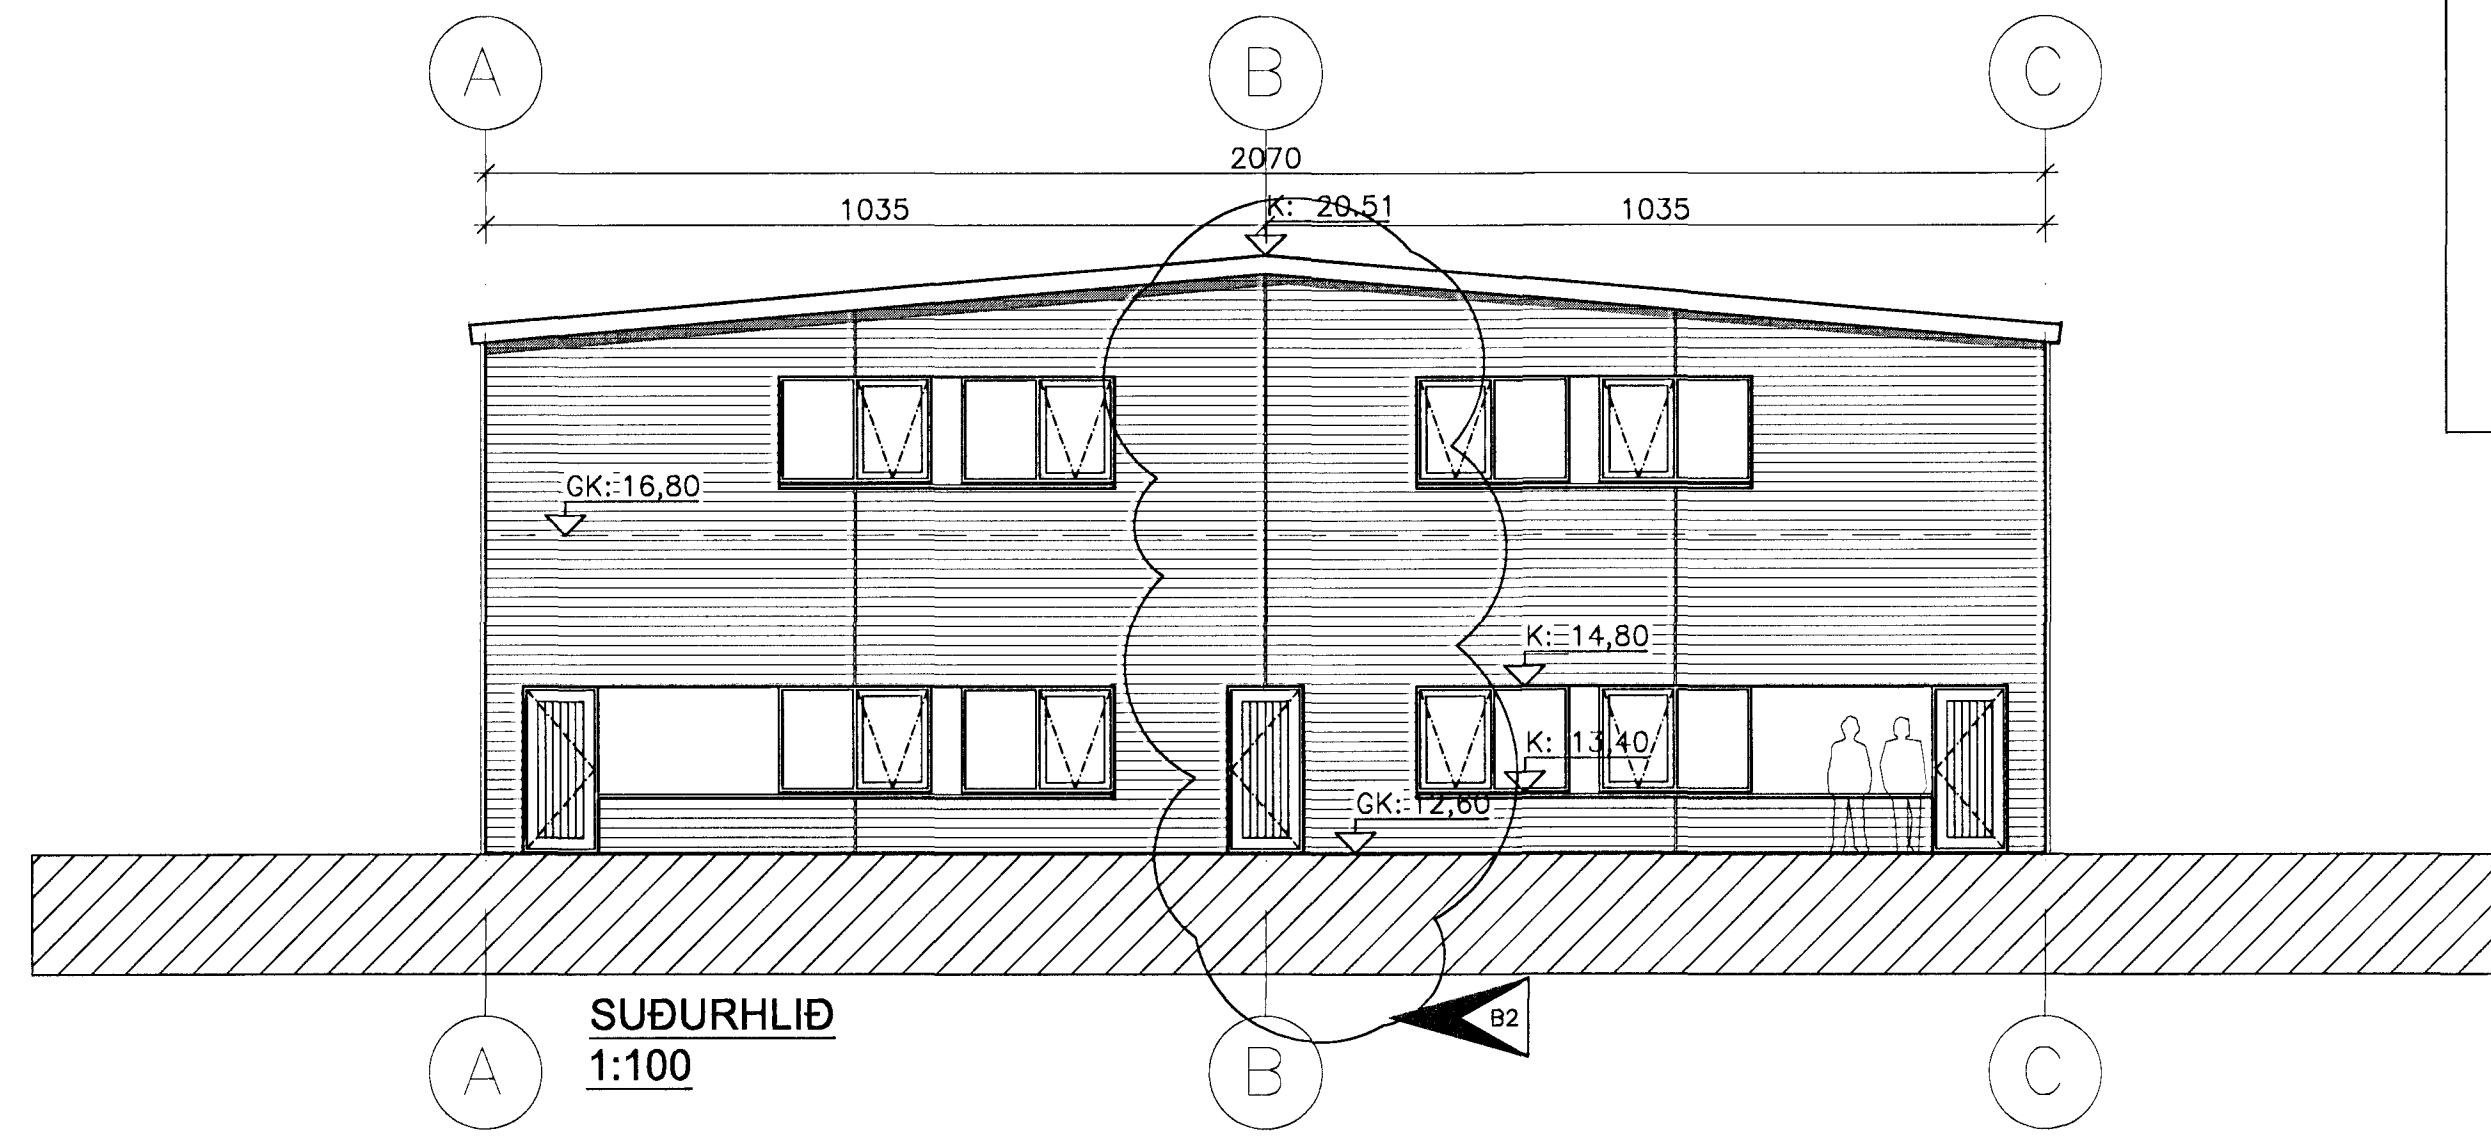 A B C
2070
1035 K: 20.51 1035
GK: 16,80
K: 14,80
K: 13,40
GK: 12,60
SUÐURHLIÐ
1:100
B2
A B C